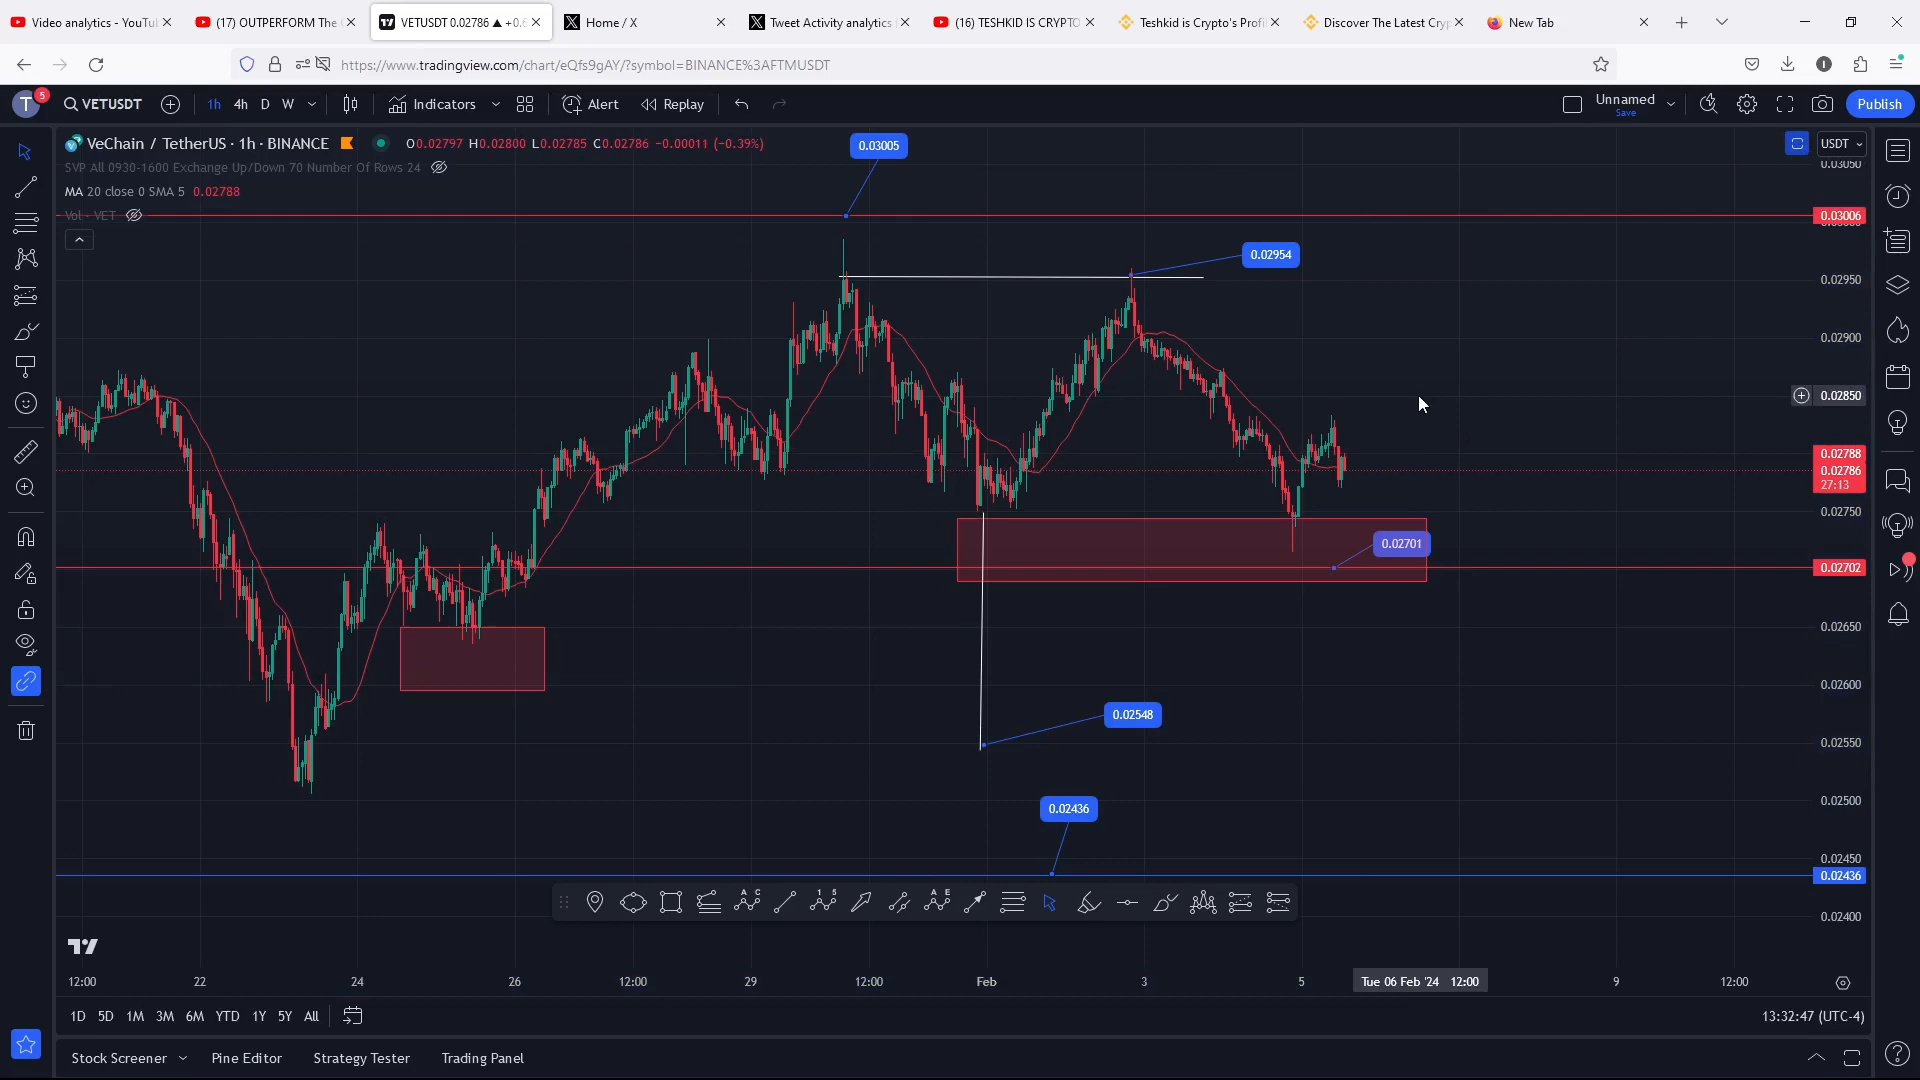 Video analytics - YouTu
(17) OUTPERFORM The
VETUSDT 0.02786 ▲ +0.6
Home / X
Tweet Activity analytics
(16) TESHKID IS CRYPTO
Teshkid is Crypto's Profi
Discover The Latest Cryp
New Tab
https://www.tradingview.com/chart/eQfs9gAY/?symbol=BINANCE%3AFTMUSDT
T 5 VETUSDT 1h 4h D W Indicators Alert Replay Unnamed Save Publish
VeChain / TetherUS · 1h · BINANCE O0.02797 H0.02800 L0.02785 C0.02786 −0.00011 (−0.39%)
USDT
SVP All 0930-1600 Exchange Up/Down 70 Number Of Rows 24
MA 20 close 0 SMA 5 0.02788
Vol · VET
0.03005
0.02954
0.02701
0.02548
0.02436
0.03050
0.03006
0.02950
0.02900
0.02850
0.02788
0.02786
27:13
0.02750
0.02702
0.02650
0.02600
0.02550
0.02500
0.02450
0.02436
0.02400
A C
1 5
A E
12:00 22 24 26 12:00 29 12:00 Feb 3 5 Tue 06 Feb '24 12:00 9 12:00
1D 5D 1M 3M 6M YTD 1Y 5Y All
13:32:47 (UTC-4)
Stock Screener Pine Editor Strategy Tester Trading Panel